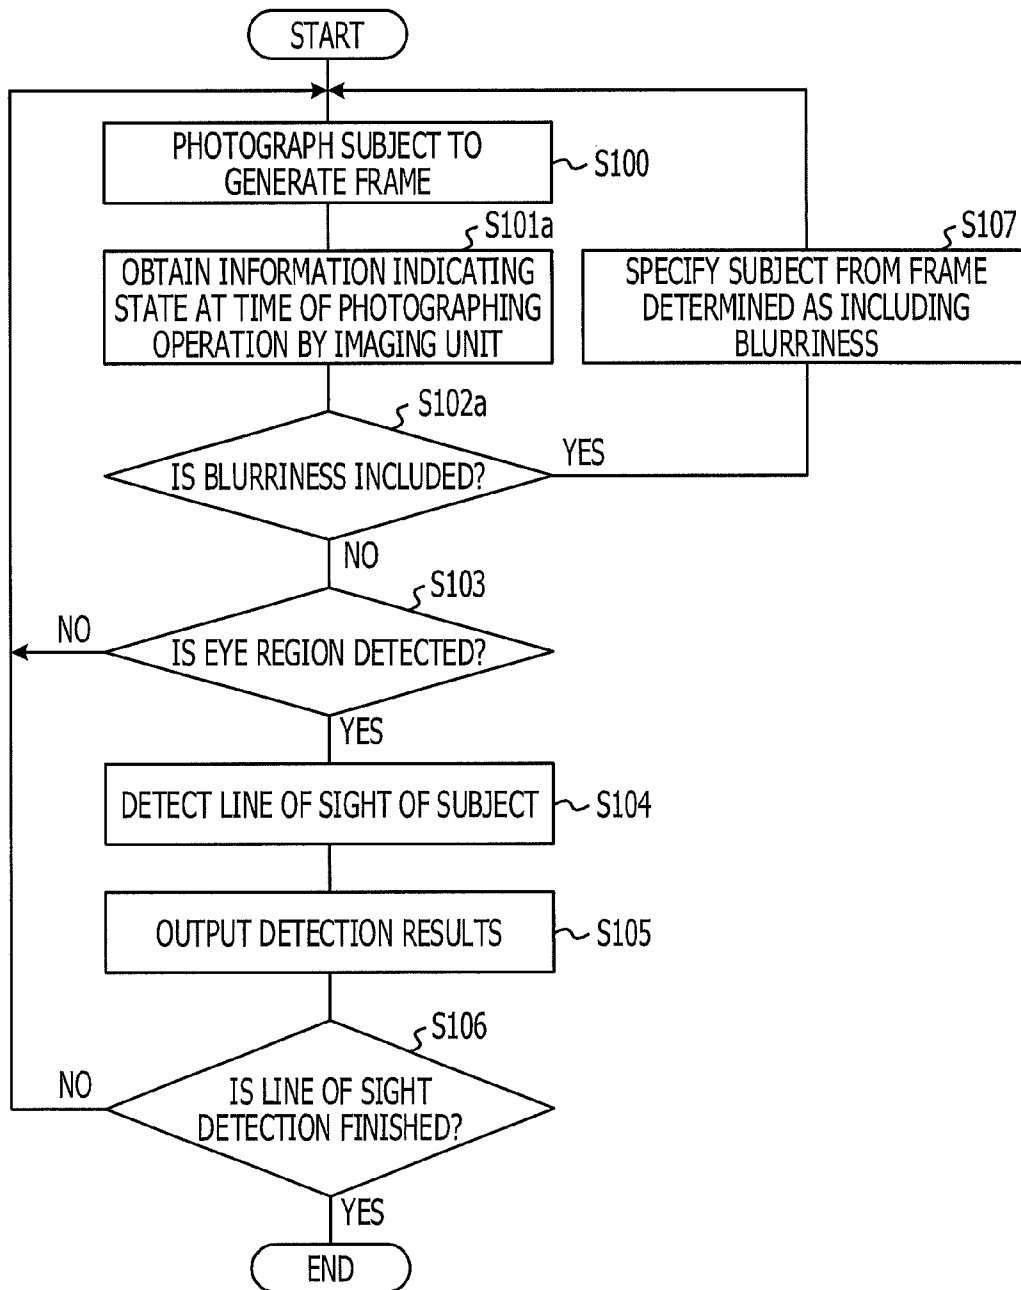 START
PHOTOGRAPH SUBJECT TO
GENERATE FRAME
S100
S101a
OBTAIN INFORMATION INDICATING
STATE AT TIME OF PHOTOGRAPHING
OPERATION BY IMAGING UNIT
S107
SPECIFY SUBJECT FROM FRAME
DETERMINED AS INCLUDING
BLURRINESS
S102a
IS BLURRINESS INCLUDED?
YES
NO
S103
IS EYE REGION DETECTED?
NO
YES
DETECT LINE OF SIGHT OF SUBJECT
S104
OUTPUT DETECTION RESULTS
S105
S106
IS LINE OF SIGHT
DETECTION FINISHED?
NO
YES
END